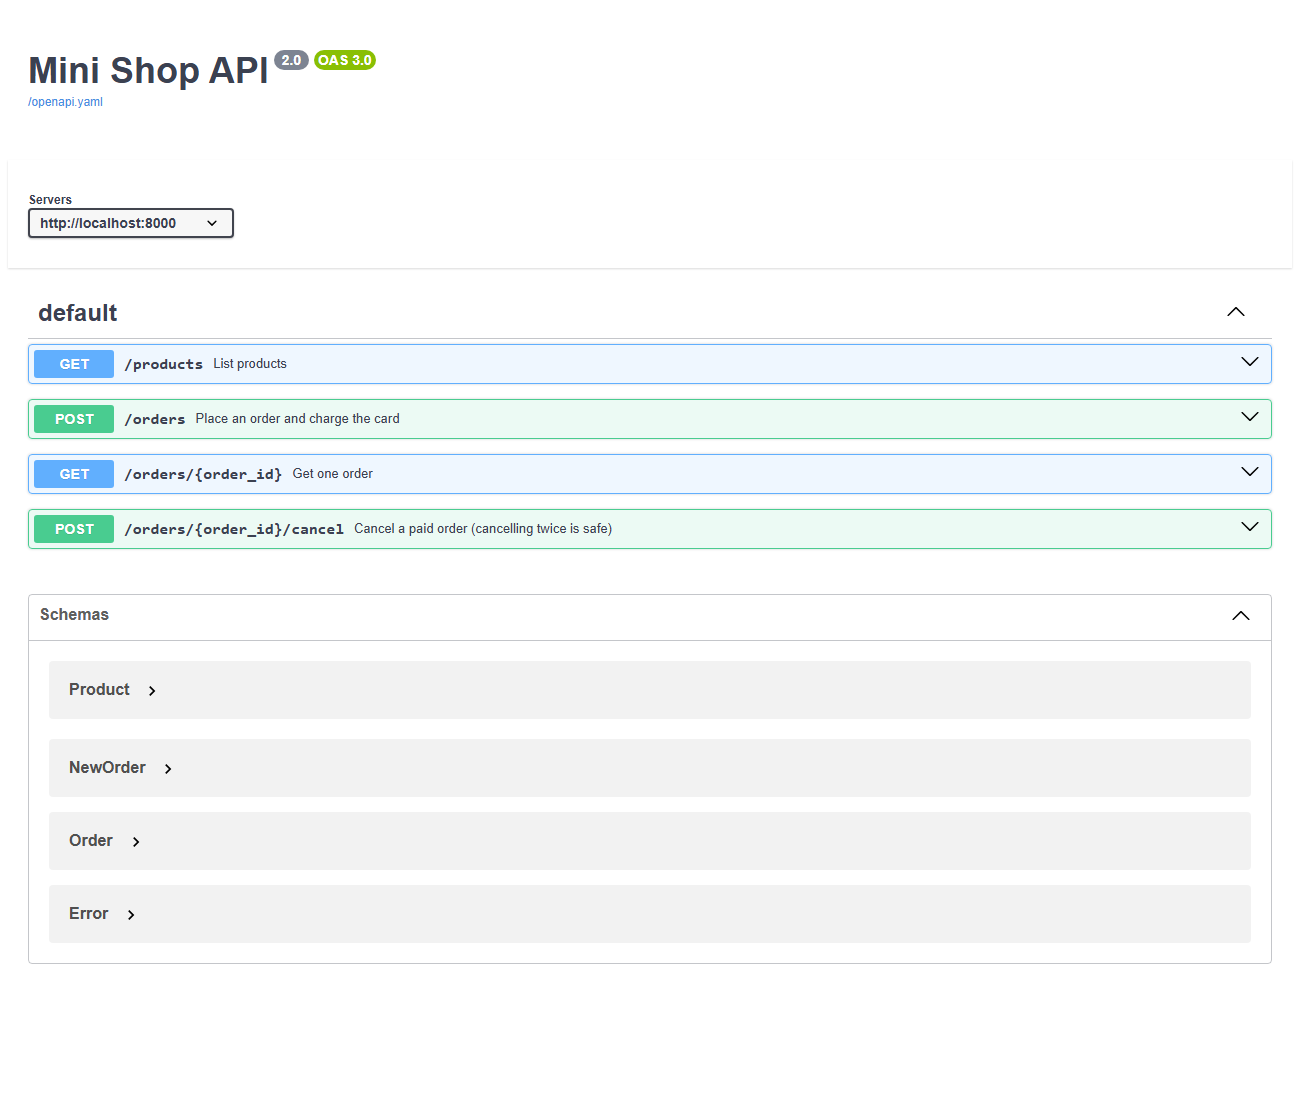 Mini Shop API 2.0 OAS 3.0
/openapi.yaml
Servers
http://localhost:8000
default
GET /products List products
POST /orders Place an order and charge the card
GET /orders/{order_id} Get one order
POST /orders/{order_id}/cancel Cancel a paid order (cancelling twice is safe)
Schemas
Product
NewOrder
Order
Error